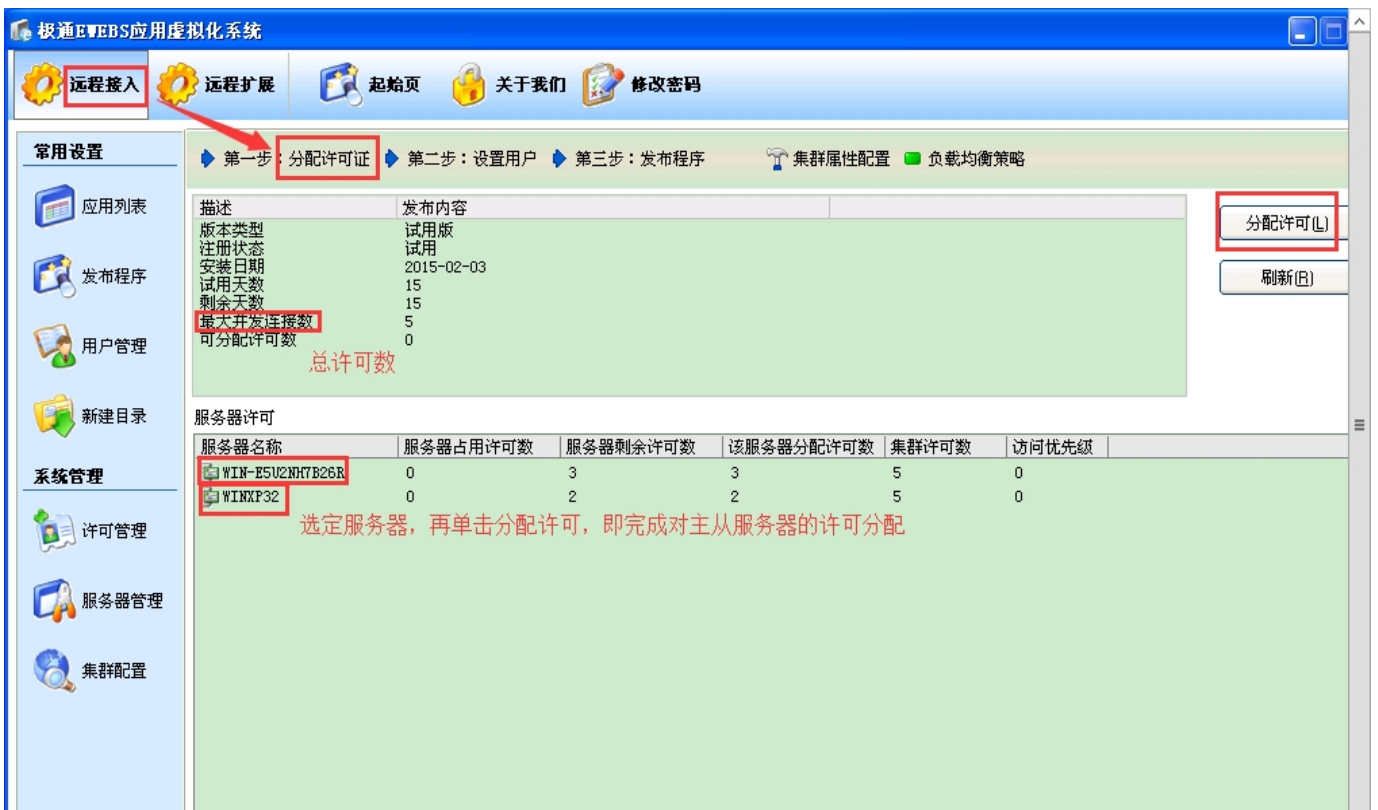 极通EWEBS应用虚拟化系统
远程接入 远程扩展 起始页 关于我们 修改密码
常用设置
应用列表
发布程序
用户管理
新建目录
系统管理
许可管理
服务器管理
集群配置
第一步：分配许可证 第二步：设置用户 第三步：发布程序 集群属性配置 负载均衡策略
描述 发布内容
版本类型 试用版
注册状态 试用
安装日期 2015-02-03
试用天数 15
剩余天数 15
最大并发连接数 5
可分配许可数 0
总许可数
分配许可(L)
刷新(R)
服务器许可
服务器名称 服务器占用许可数 服务器剩余许可数 该服务器分配许可数 集群许可数 访问优先级
WIN-E5U2NH7B26R 0 3 3 5 0
WINXP32 0 2 2 5 0
选定服务器，再单击分配许可，即完成对主从服务器的许可分配